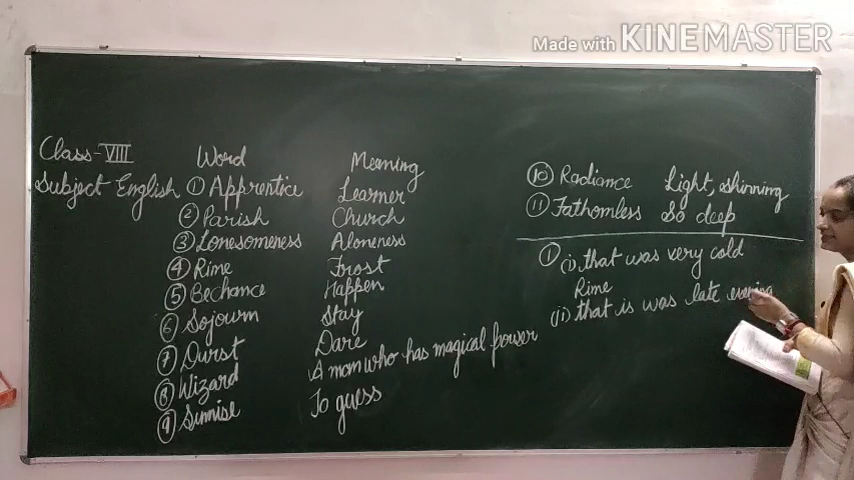 Made with KINEMASTER
Class-VIII Word Meaning
Subject English ① Apprentice Learner
② Parish Church
③ Lonesomeness Aloneness
④ Rime Frost
⑤ Bechance Happen
⑥ Sojourn Stay
⑦ Durst Dare
⑧ Wizard A man who has magical power
⑨ Surmise To guess
⑩ Radiance Light, shinning
⑪ Fathomless So deep
① (i) that was very cold
Rime
(ii) that is was late evening